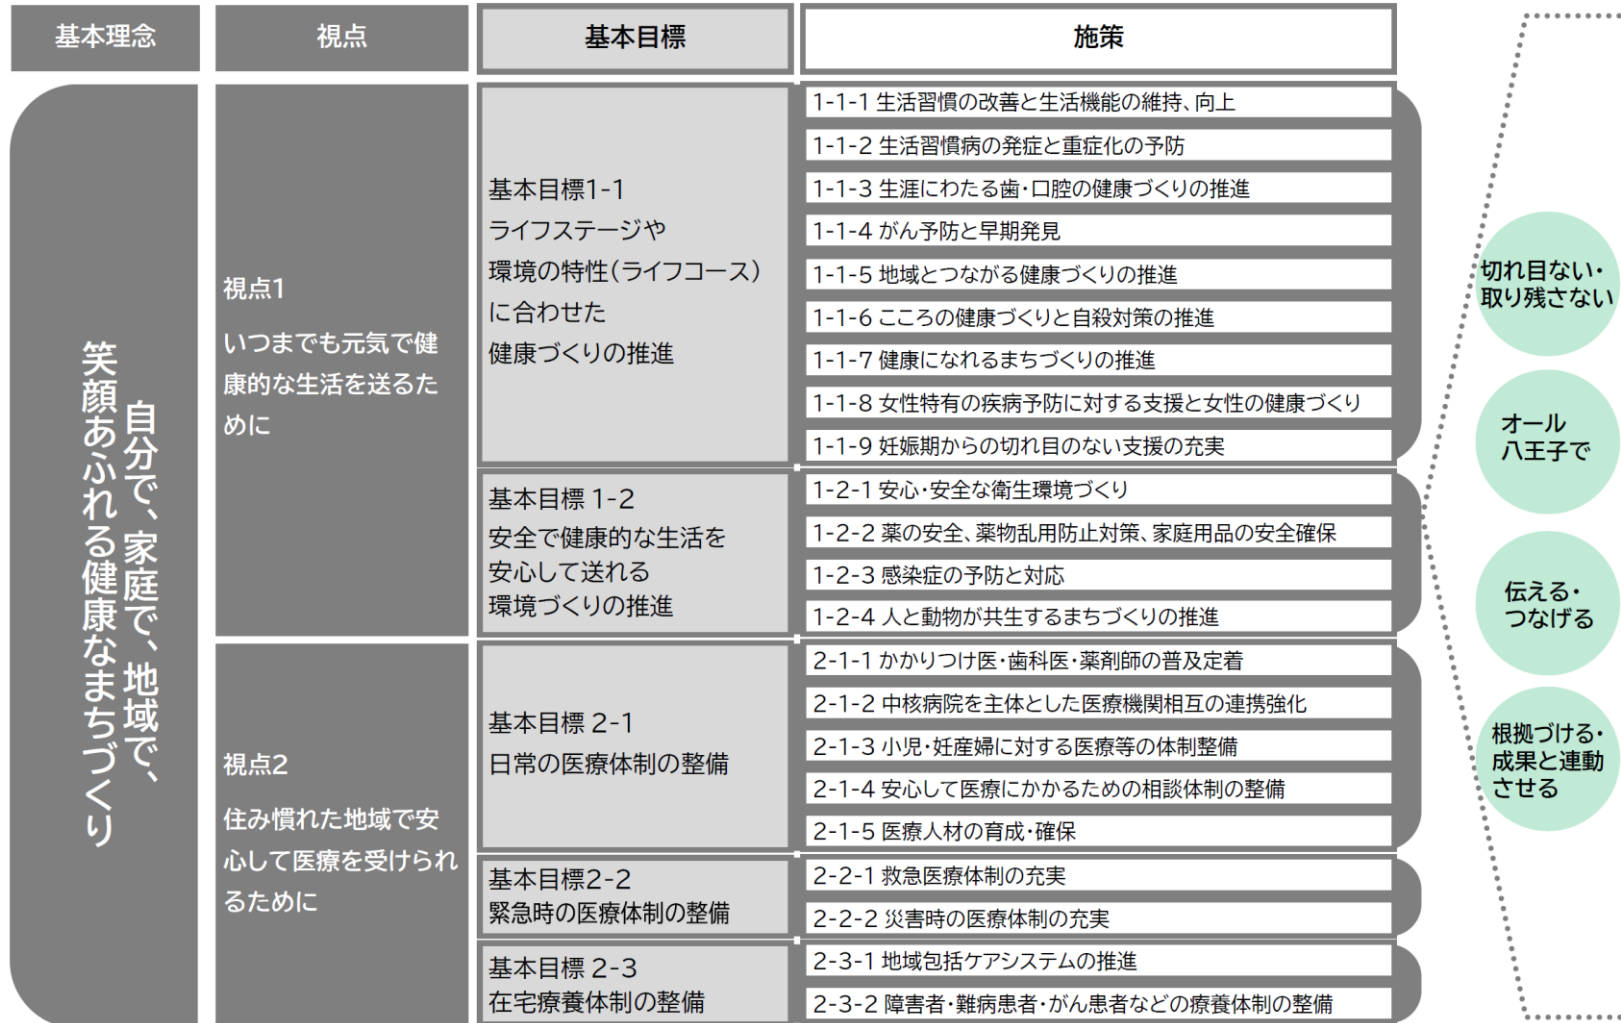 基本理念
視点
基本目標
施策
自分で、家庭で、地域で、
笑顔あふれる健康なまちづくり
視点1
いつまでも元気で健
康的な生活を送るた
めに
基本目標1-1
ライフステージや
環境の特性(ライフコース)
に合わせた
健康づくりの推進
1-1-1 生活習慣の改善と生活機能の維持、向上
1-1-2 生活習慣病の発症と重症化の予防
1-1-3 生涯にわたる歯・口腔の健康づくりの推進
1-1-4 がん予防と早期発見
1-1-5 地域とつながる健康づくりの推進
1-1-6 こころの健康づくりと自殺対策の推進
1-1-7 健康になれるまちづくりの推進
1-1-8 女性特有の疾病予防に対する支援と女性の健康づくり
1-1-9 妊娠期からの切れ目のない支援の充実
基本目標 1-2
安全で健康的な生活を
安心して送れる
環境づくりの推進
1-2-1 安心・安全な衛生環境づくり
1-2-2 薬の安全、薬物乱用防止対策、家庭用品の安全確保
1-2-3 感染症の予防と対応
1-2-4 人と動物が共生するまちづくりの推進
視点2
住み慣れた地域で安
心して医療を受けられ
るために
基本目標 2-1
日常の医療体制の整備
2-1-1 かかりつけ医・歯科医・薬剤師の普及定着
2-1-2 中核病院を主体とした医療機関相互の連携強化
2-1-3 小児・妊産婦に対する医療等の体制整備
2-1-4 安心して医療にかかるための相談体制の整備
2-1-5 医療人材の育成・確保
基本目標2-2
緊急時の医療体制の整備
2-2-1 救急医療体制の充実
2-2-2 災害時の医療体制の充実
基本目標 2-3
在宅療養体制の整備
2-3-1 地域包括ケアシステムの推進
2-3-2 障害者・難病患者・がん患者などの療養体制の整備
切れ目ない・
取り残さない
オール
八王子で
伝える・
つなげる
根拠づける・
成果と連動
させる